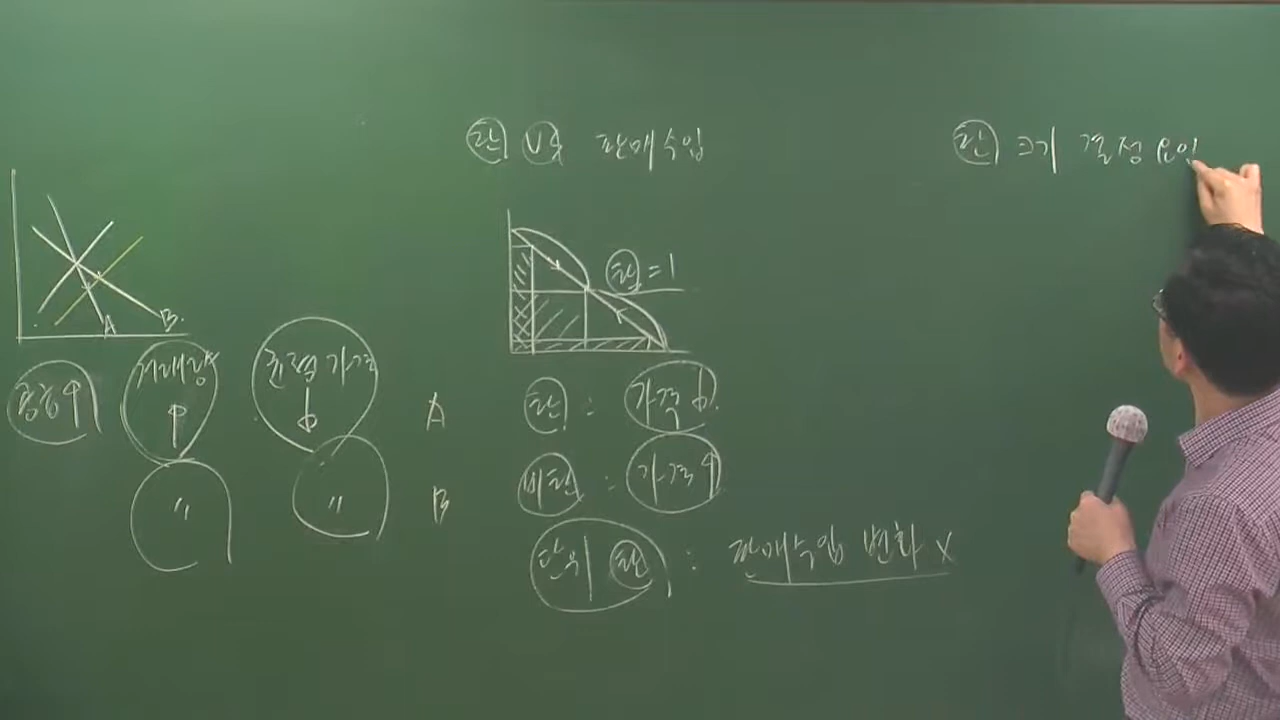 탄 VS 판매수입
탄 크기 결정 요인
A
B
공급↑ 거래량 ↑ 균형가격 ↓ A
〃 〃 B
탄 = 1
탄 : 가격↓
비탄 : 가격↑
단위 탄 : 판매수입 변화 X